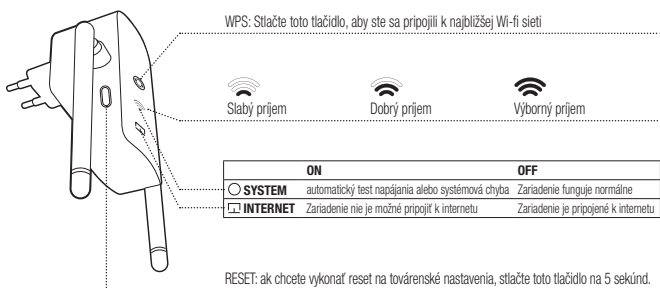 WPS: Stlačte toto tlačidlo, aby ste sa pripojili k najbližšej Wi-fi sieti
Slabý príjem Dobrý príjem Výborný príjem
ON OFF
SYSTEM automatický test napájania alebo systémová chyba Zariadenie funguje normálne
INTERNET Zariadenie nie je možné pripojiť k internetu Zariadenie je pripojené k internetu
RESET: ak chcete vykonať reset na továrenské nastavenia, stlačte toto tlačidlo na 5 sekúnd.